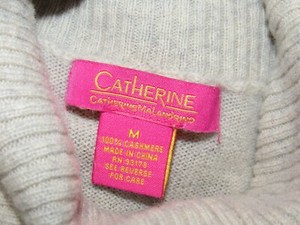 CATHERINE
CATHERINE MALANDRINO
M
100% CASHMERE
MADE IN CHINA
SEE REVERSE
FOR CARE